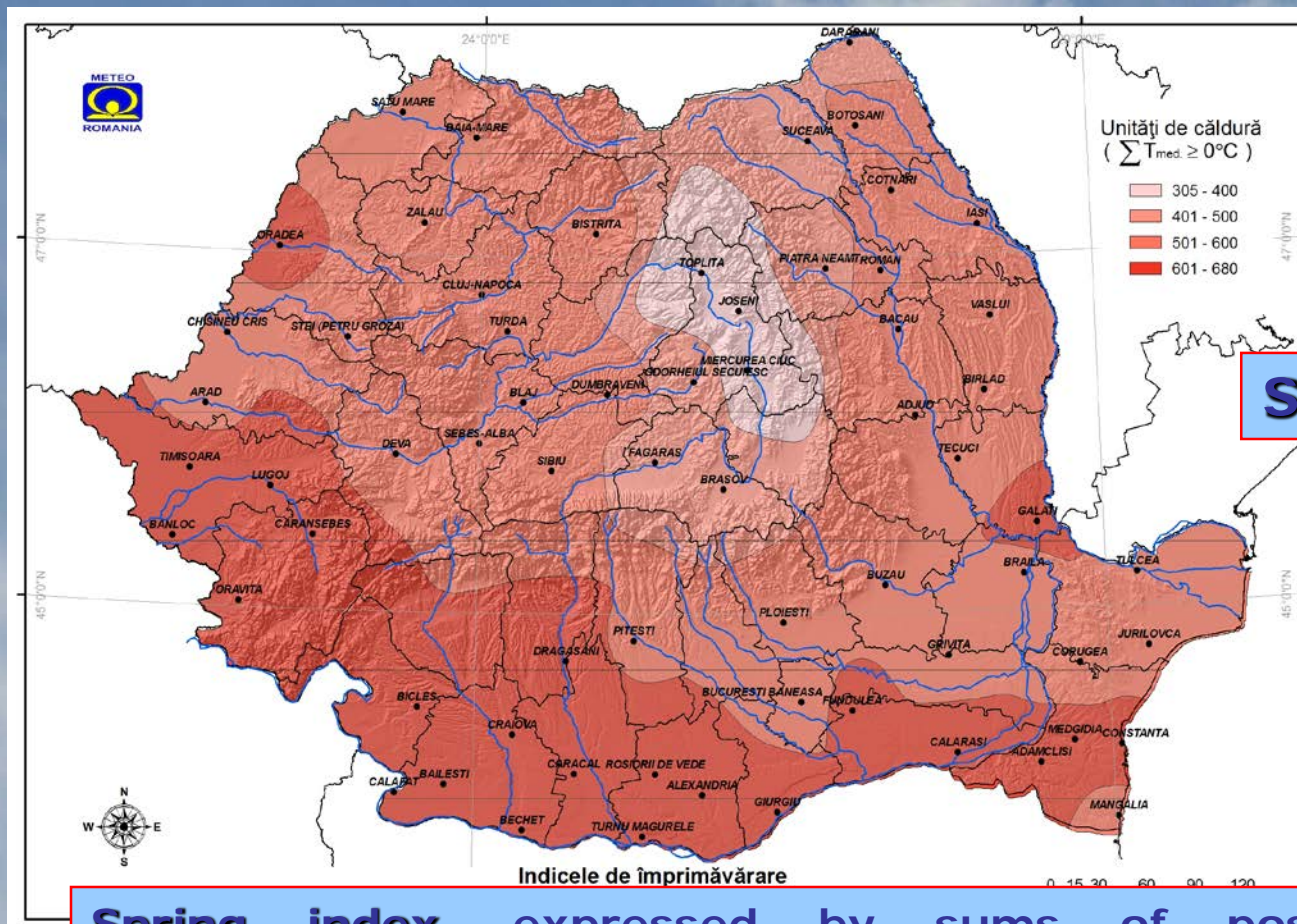 METEO
ROMANIA
24°0'0"E
DARABANI
SATU MARE
BAIA-MARE
SUCEAVA
BOTOSANI
Unităţi de căldură
( ∑ Tmed. ≥ 0°C )
305 - 400
401 - 500
501 - 600
601 - 680
COTNARI
ZALAU
BISTRITA
IASI
ORADEA
47°0'0"N
47°0'0"N
TOPLITA
PIATRA NEAMT
ROMAN
CLUJ-NAPOCA
JOSENI
VASLUI
CHISINEU CRIS
STEI (PETRU GROZA)
TURDA
BACAU
MIERCUREA CIUC
ODORHEIUL SECUIESC
DUMBRAVENI
BIRLAD
ARAD
BLAJ
ADJUD
S
DEVA
SEBES-ALBA
TIMISOARA
SIBIU
FAGARAS
TECUCI
LUGOJ
BRASOV
BANLOC
CARANSEBES
GALATI
ORAVITA
BUZAU
BRAILA
TULCEA
45°0'0"N
45°0'0"N
PLOIESTI
PITESTI
DRAGASANI
GRIVITA
JURILOVCA
CORUGEA
BICLES
BUCURESTI BANEASA
FUNDULEA
CRAIOVA
CALARASI
MEDGIDIA
CONSTANTA
ADAMCLISI
CALAFAT
BAILESTI
CARACAL
ROSIORII DE VEDE
ALEXANDRIA
GIURGIU
MANGALIA
BECHET
TURNU MAGURELE
N
W
E
S
Indicele de împrimăvărare
0 15 30 60 90 120
Spring index expressed by sums of pos